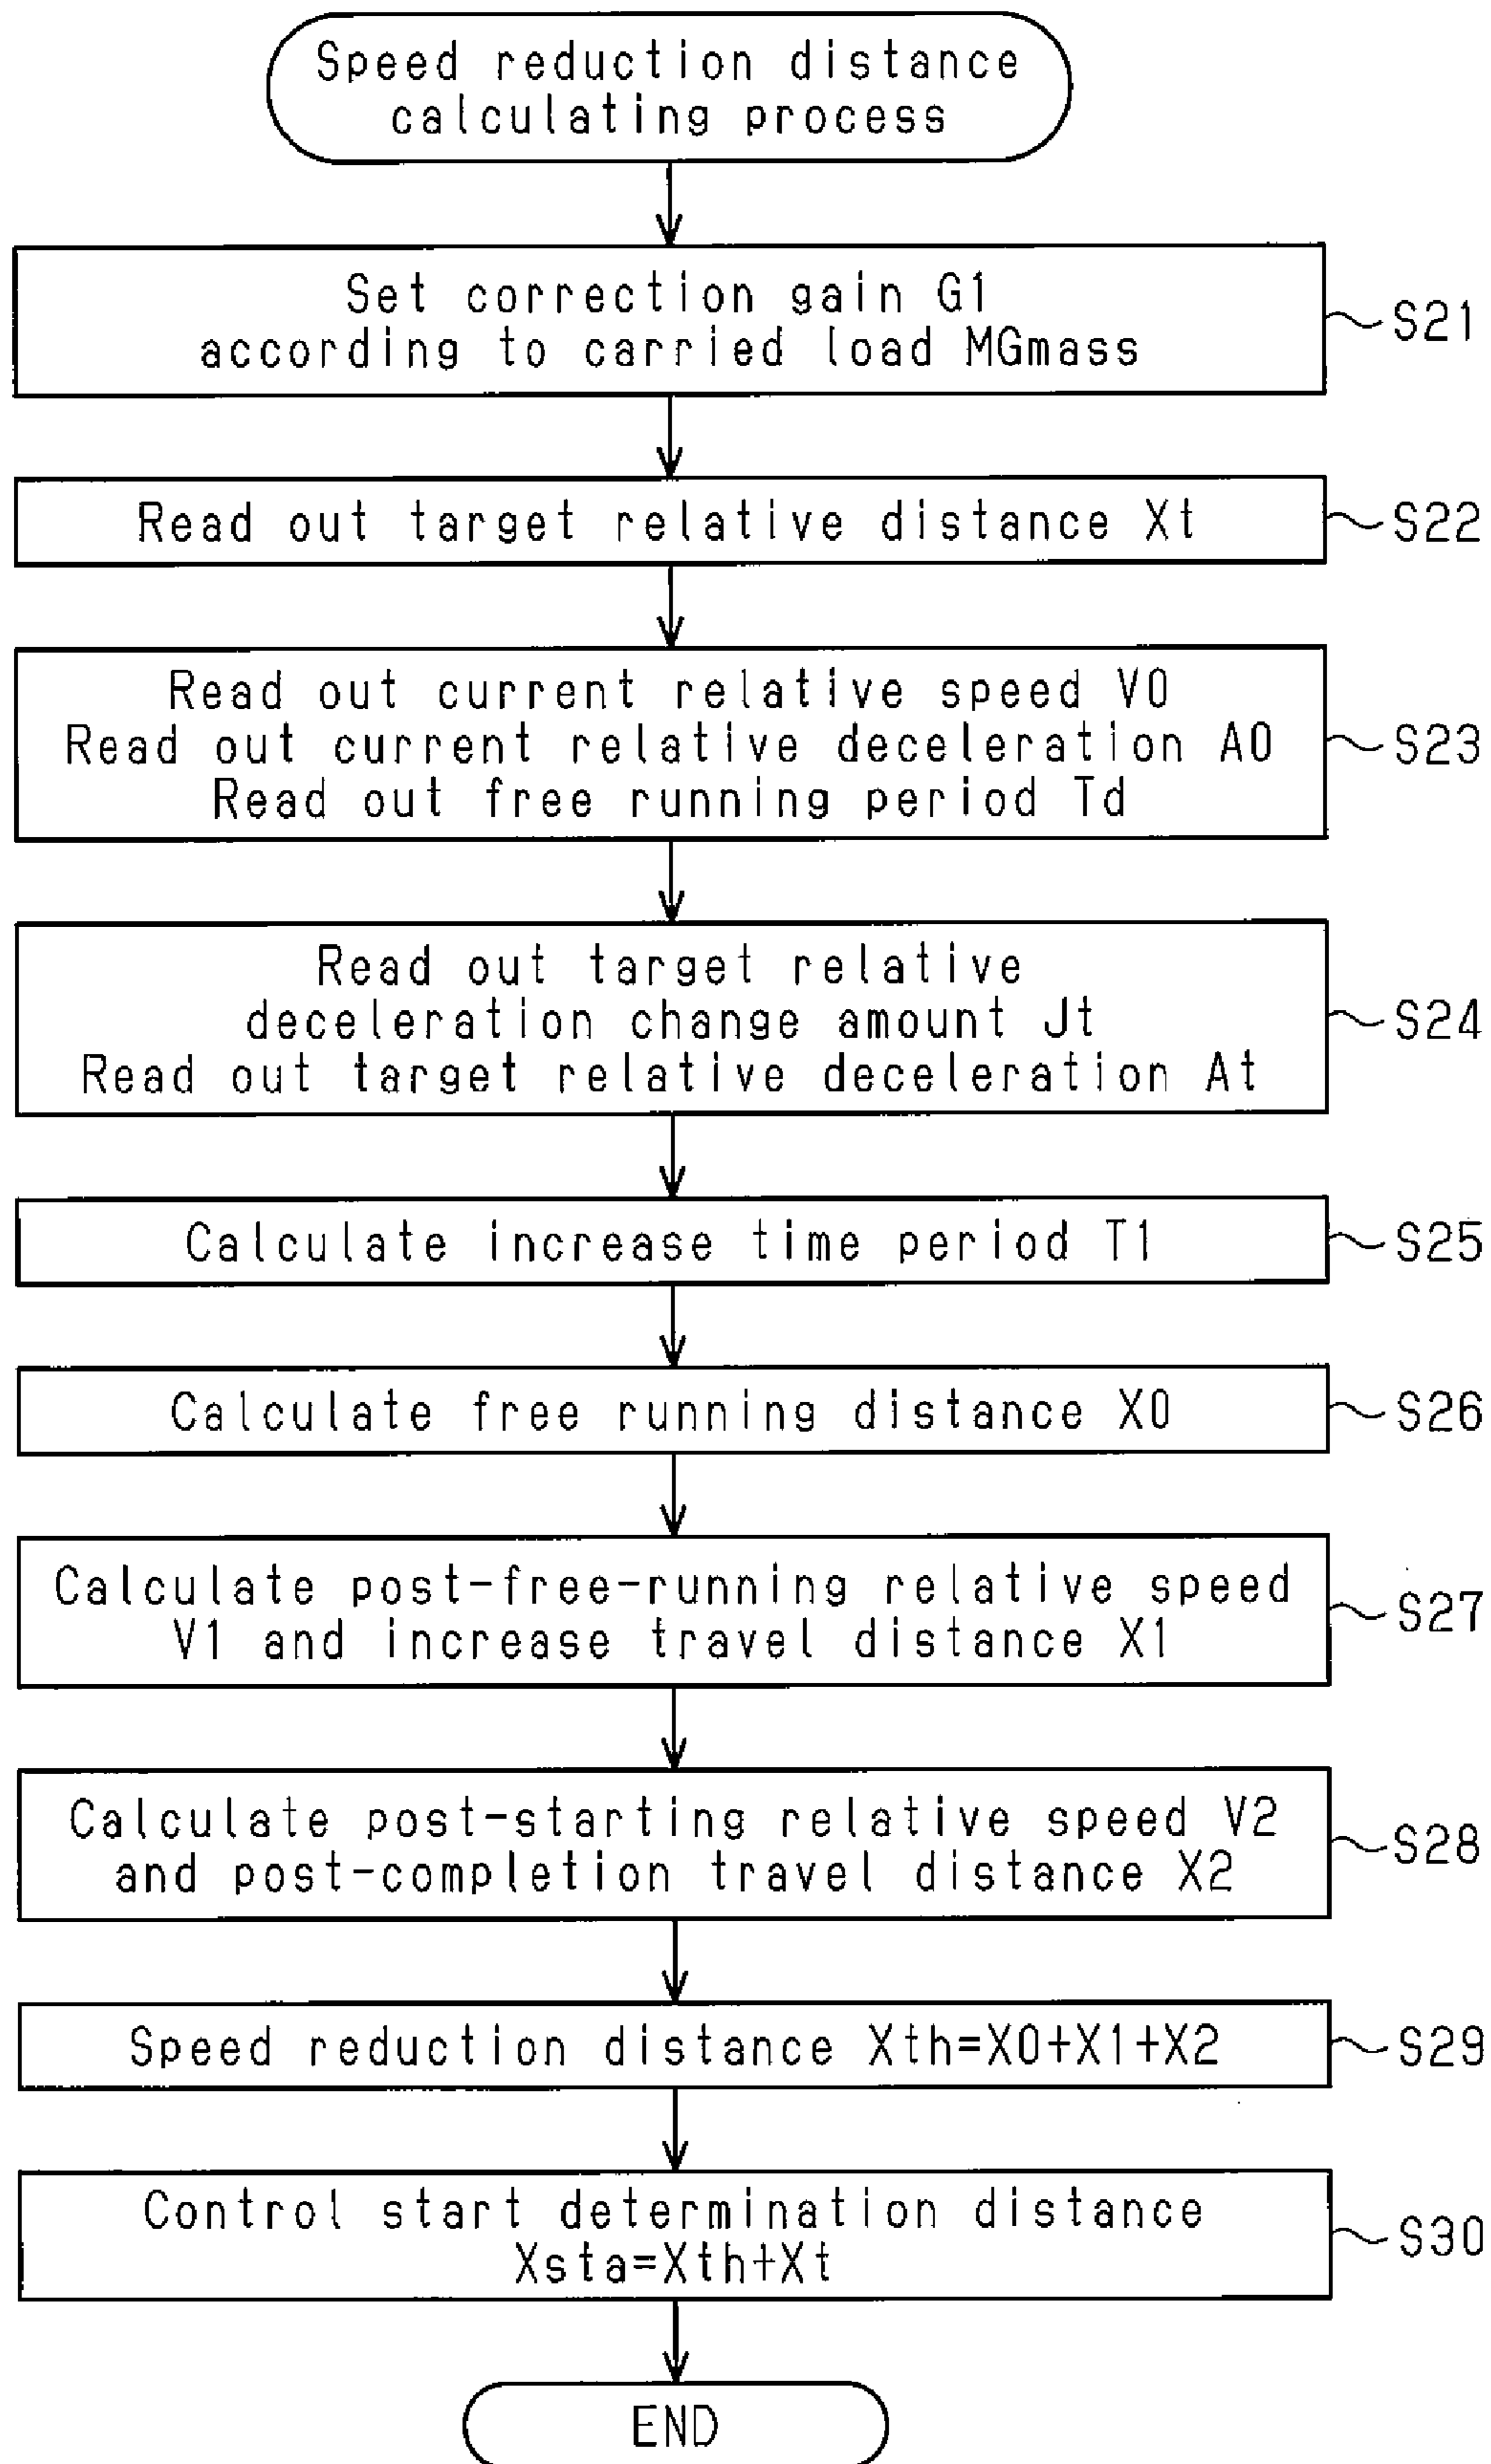 Speed reduction distance
calculating process
Set correction gain G1
according to carried load MGmass
S21
Read out target relative distance Xt
S22
Read out current relative speed V0
Read out current relative deceleration A0
Read out free running period Td
S23
Read out target relative
deceleration change amount Jt
Read out target relative deceleration At
S24
Calculate increase time period T1
S25
Calculate free running distance X0
S26
Calculate post-free-running relative speed
V1 and increase travel distance X1
S27
Calculate post-starting relative speed V2
and post-completion travel distance X2
S28
Speed reduction distance Xth=X0+X1+X2
S29
Control start determination distance
Xsta=Xth+Xt
S30
END